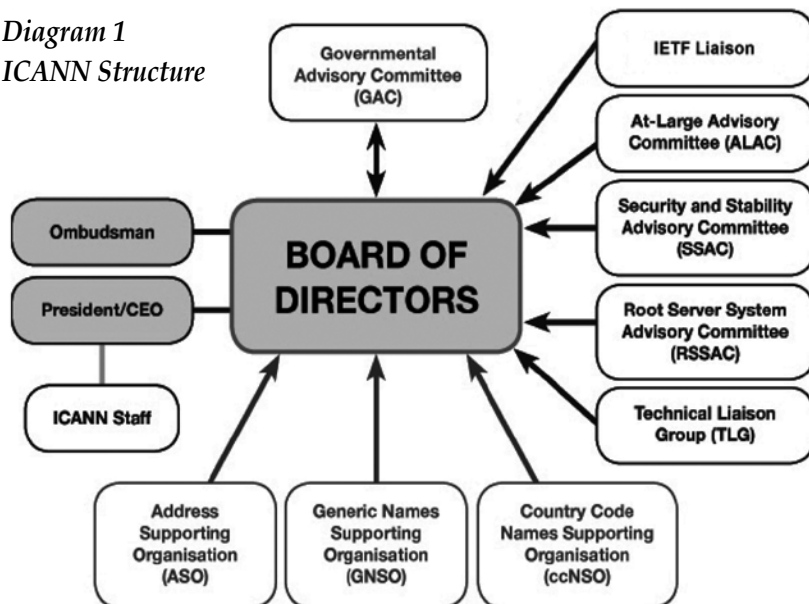 Diagram 1
ICANN Structure
Governmental
Advisory Committee
(GAC)
IETF Liaison
At-Large Advisory
Committee (ALAC)
Security and Stability
Advisory Committee
(SSAC)
Root Server System
Advisory Committee
(RSSAC)
Technical Liaison
Group (TLG)
Ombudsman
President/CEO
ICANN Staff
BOARD OF
DIRECTORS
Address
Supporting
Organisation
(ASO)
Generic Names
Supporting
Organisation
(GNSO)
Country Code
Names Supporting
Organisation
(ccNSO)